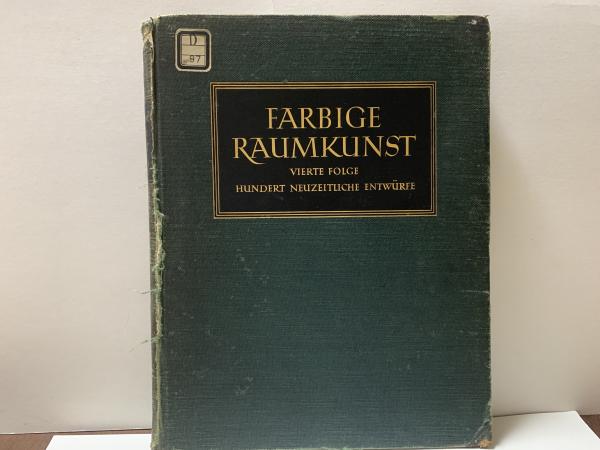 D
97
FARBIGE
RAUMKUNST
VIERTE FOLGE
HUNDERT NEUZEITLICHE ENTWÜRFE